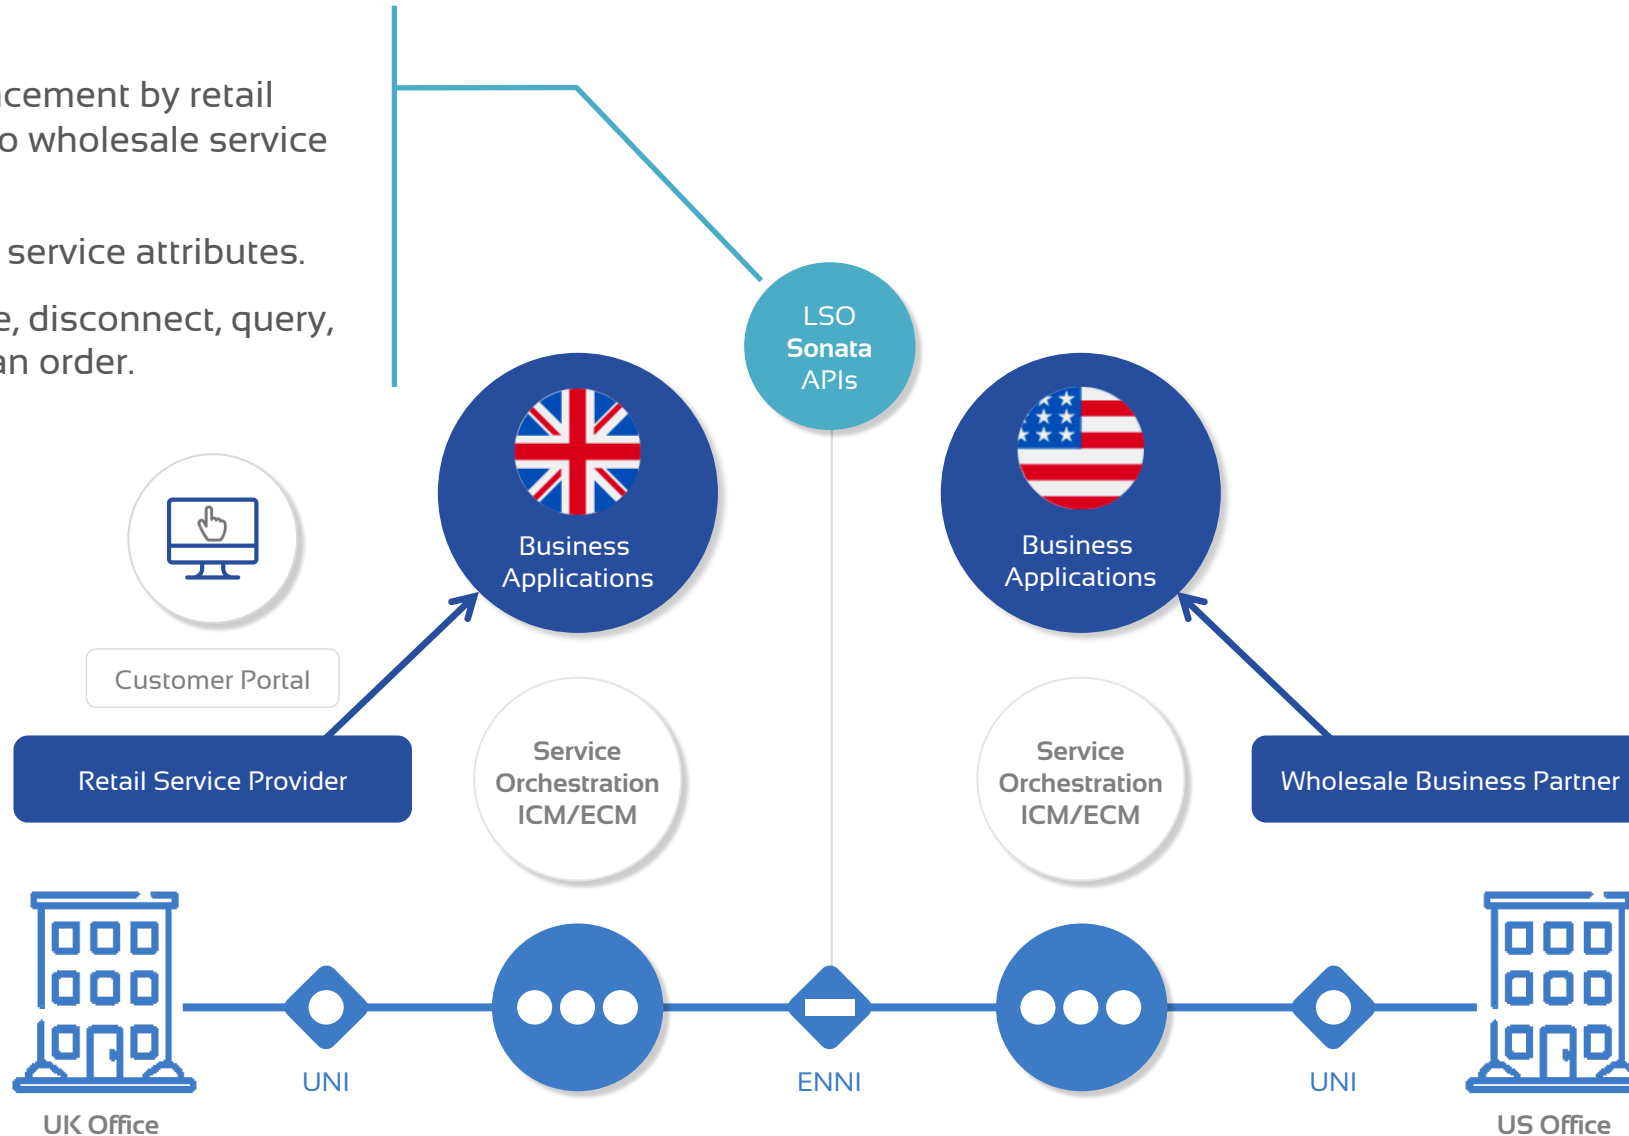 cement by retail
o wholesale service
service attributes.
e, disconnect, query,
an order.
LSO
Sonata
APIs
Business
Applications
Business
Applications
Customer Portal
Retail Service Provider
Service
Orchestration
ICM/ECM
Service
Orchestration
ICM/ECM
Wholesale Business Partner
UNI
ENNI
UNI
UK Office
US Office